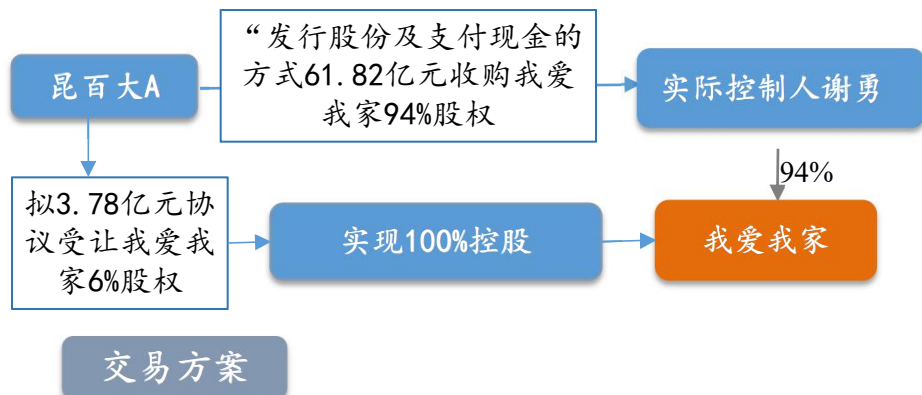 昆百大A
“发行股份及支付现金的
方式61.82亿元收购我爱
我家94%股权
实际控制人谢勇
94%
拟3.78亿元协
议受让我爱我
家6%股权
实现100%控股
我爱我家
交易方案